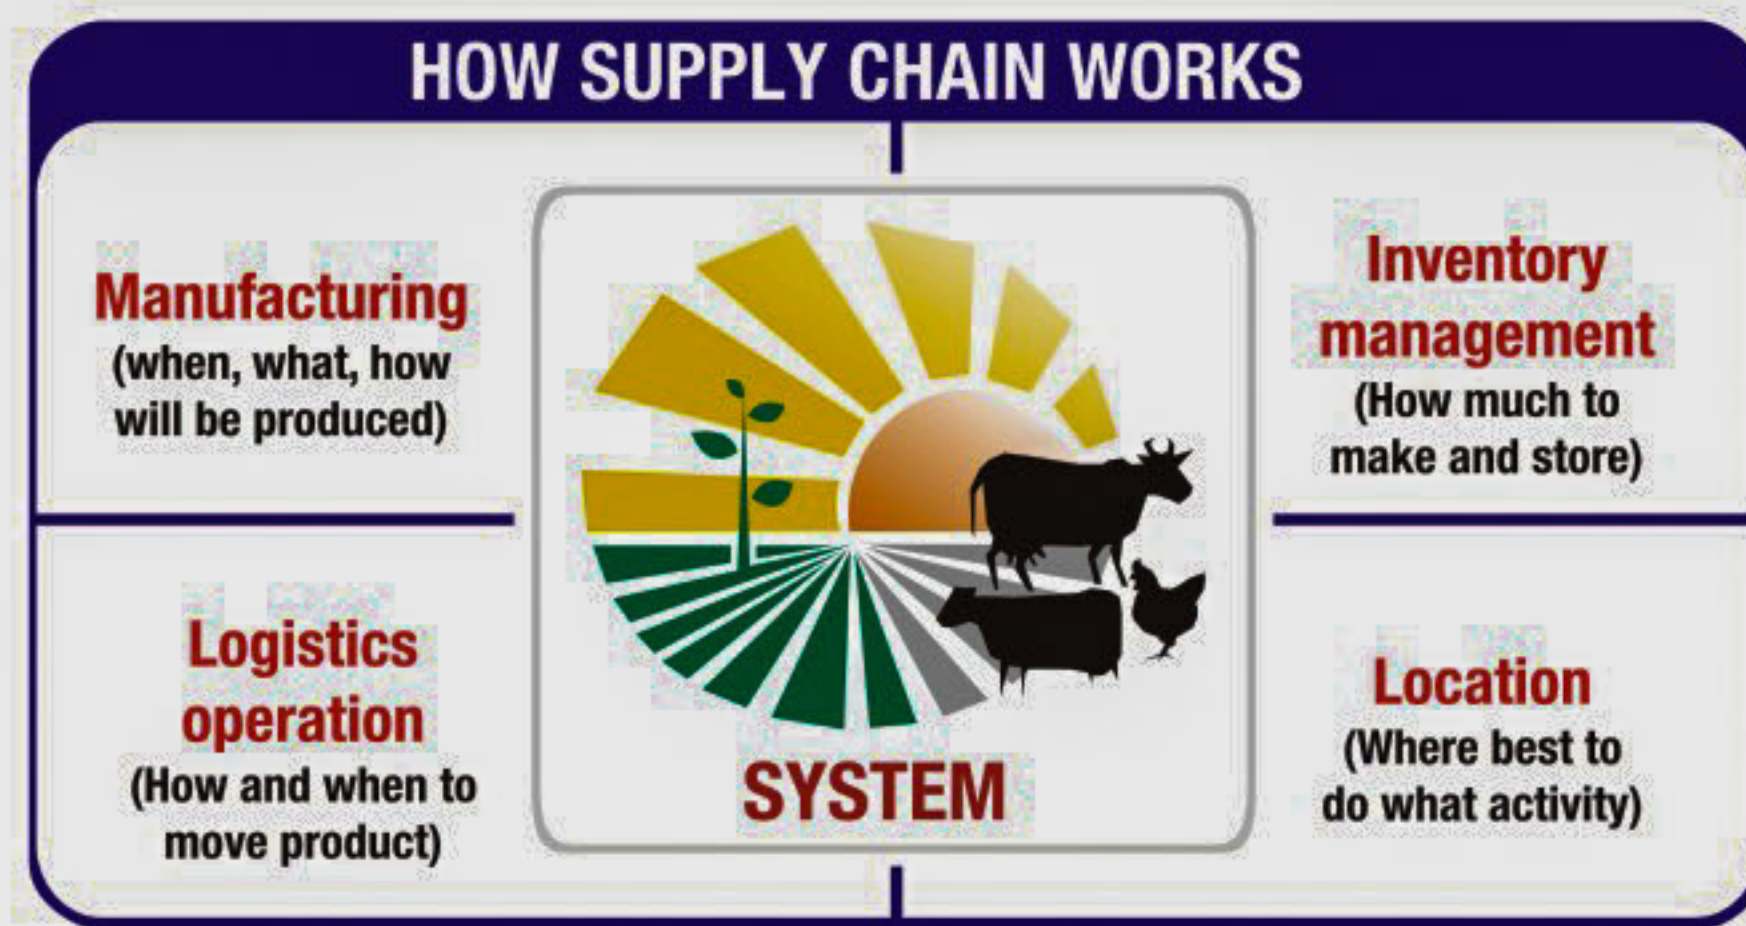 HOW SUPPLY CHAIN WORKS
Manufacturing
(when, what, how
will be produced)
Inventory
management
(How much to
make and store)
Logistics
operation
(How and when to
move product)
Location
(Where best to
do what activity)
SYSTEM